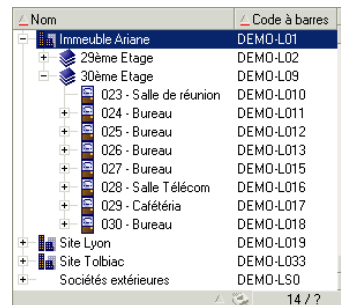 Nom Code à barres
Immeuble Ariane DEMO-L01
29ème Etage DEMO-L02
30ème Etage DEMO-L09
023 - Salle de réunion DEMO-L010
024 - Bureau DEMO-L011
025 - Bureau DEMO-L012
026 - Bureau DEMO-L013
027 - Bureau DEMO-L015
028 - Salle Télécom DEMO-L016
029 - Cafétéria DEMO-L017
030 - Bureau DEMO-L018
Site Lyon DEMO-L019
Site Tolbiac DEMO-L033
Sociétés extérieures DEMO-LS0
14 / ?